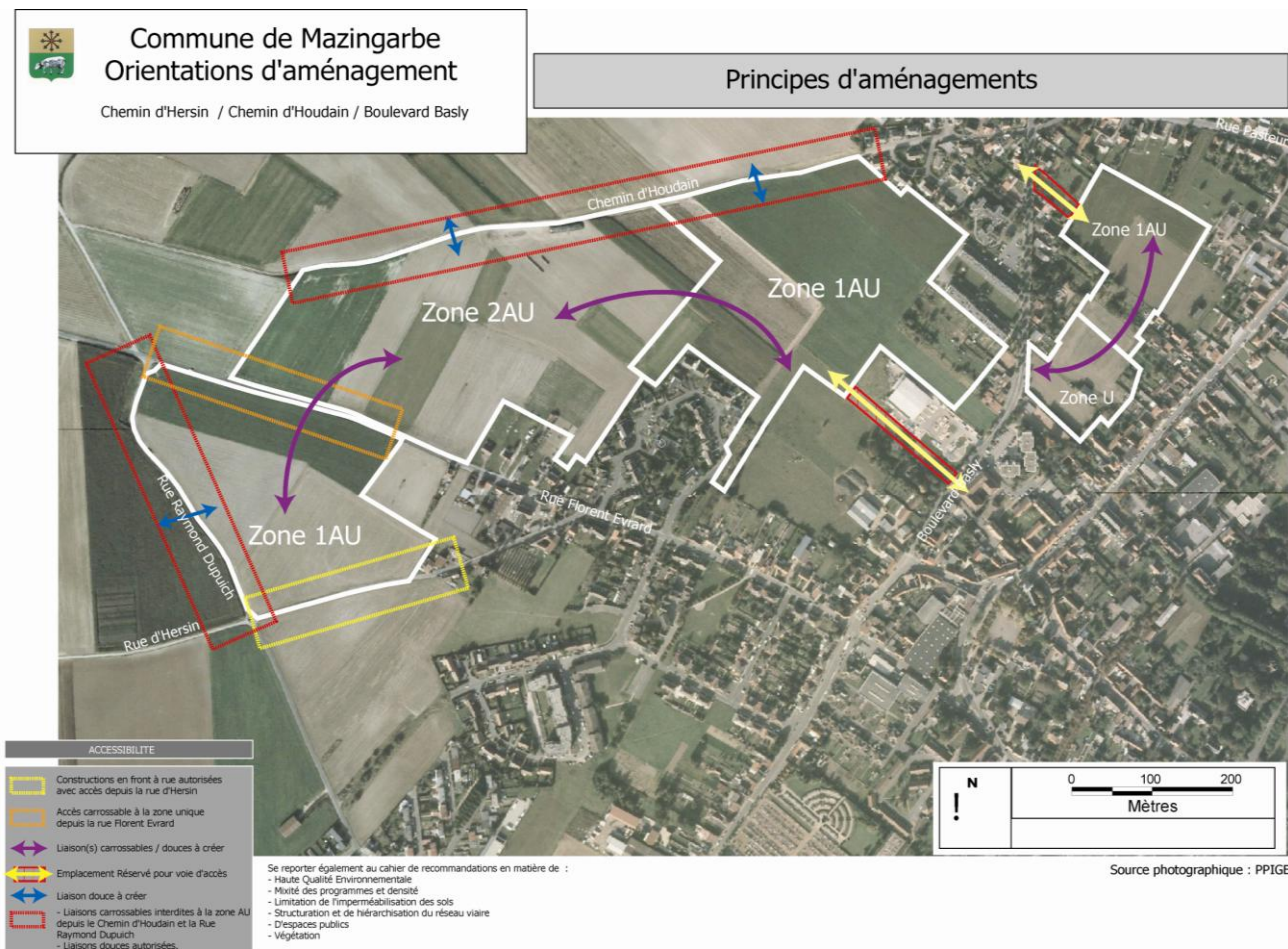 Commune de Mazingarbe
Orientations d'aménagement
Chemin d'Hersin / Chemin d'Houdain / Boulevard Basly
Principes d'aménagements
Rue Pasteur
Chemin d'Houdain
Zone 1AU
Zone 2AU
Zone 1AU
Zone U
Rue Florent Evrard
Boulevard Basly
Rue Raymond Dupuich
Zone 1AU
Rue d'Hersin
ACCESSIBILITE
Constructions en front à rue autorisées
avec accès depuis la rue d'Hersin
Accès carrossable à la zone unique
depuis la rue Florent Evrard
Liaison(s) carrossables / douces à créer
Emplacement Réservé pour voie d'accès
Liaison douce à créer
- Liaisons carrossables interdites à la zone AU
depuis le Chemin d'Houdain et la Rue
Raymond Dupuich
- Liaisons douces autorisées.
Se reporter également au cahier de recommandations en matière de :
- Haute Qualité Environnementale
- Mixité des programmes et densité
- Limitation de l'imperméabilisation des sols
- Structuration et de hiérarchisation du réseau viaire
- D'espaces publics
- Végétation
N
!
0 100 200
Mètres
Source photographique : PPIGE